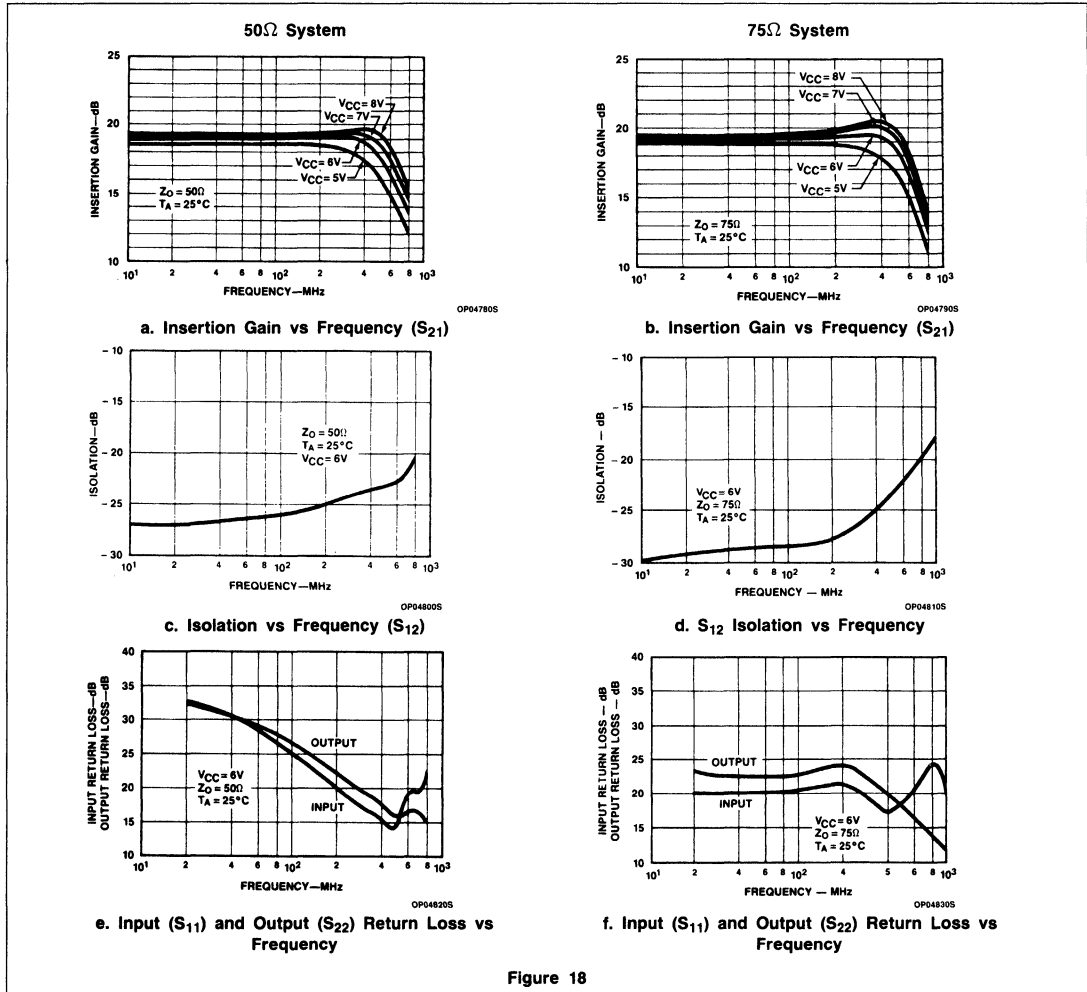 50Ω System
25
20
15
10
INSERTION GAIN—dB
VCC = 8V
VCC = 7V
VCC = 6V
VCC = 5V
ZO = 50Ω
TA = 25°C
10¹ 2 4 6 8 10² 2 4 6 8 10³
FREQUENCY—MHz
OP04780S
a. Insertion Gain vs Frequency (S21)
75Ω System
25
20
15
10
INSERTION GAIN—dB
VCC = 8V
VCC = 7V
VCC = 6V
VCC = 5V
ZO = 75Ω
TA = 25°C
10¹ 2 4 6 8 10² 2 4 6 8 10³
FREQUENCY—MHz
OP04790S
b. Insertion Gain vs Frequency (S21)
-10
-15
-20
-25
-30
ISOLATION—dB
ZO = 50Ω
TA = 25°C
VCC = 6V
10¹ 2 4 6 8 10² 2 4 6 8 10³
FREQUENCY—MHz
OP04800S
c. Isolation vs Frequency (S12)
-10
-15
-20
-25
-30
ISOLATION — dB
VCC = 6V
ZO = 75Ω
TA = 25°C
10¹ 2 4 6 8 10² 2 4 6 8 10³
FREQUENCY — MHz
OP04810S
d. S12 Isolation vs Frequency
40
35
30
25
20
15
10
INPUT RETURN LOSS—dB
OUTPUT RETURN LOSS—dB
OUTPUT
INPUT
VCC = 6V
ZO = 50Ω
TA = 25°C
10¹ 2 4 6 8 10² 2 4 6 8 10³
FREQUENCY—MHz
OP04820S
e. Input (S11) and Output (S22) Return Loss vs
Frequency
40
35
30
25
20
15
10
INPUT RETURN LOSS — dB
OUTPUT RETURN LOSS — dB
OUTPUT
INPUT
VCC = 6V
ZO = 75Ω
TA = 25°C
10¹ 2 4 6 8 10² 2 4 5 6 8 10³
FREQUENCY — MHz
OP04830S
f. Input (S11) and Output (S22) Return Loss vs
Frequency
Figure 18